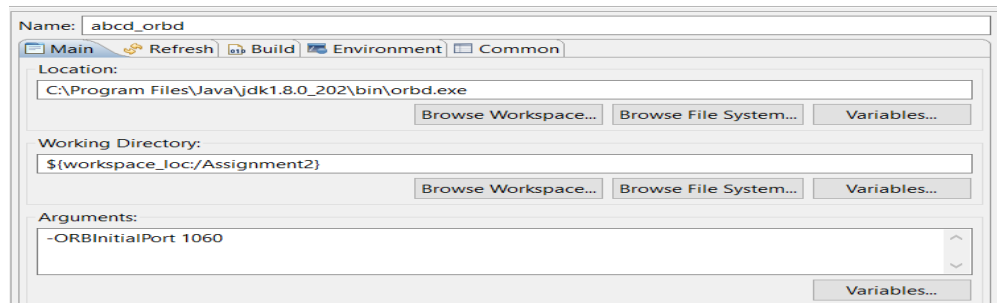 Name: abcd_orbd
Main Refresh Build Environment Common
Location:
C:\Program Files\Java\jdk1.8.0_202\bin\orbd.exe
Browse Workspace... Browse File System... Variables...
Working Directory:
${workspace_loc:/Assignment2}
Browse Workspace... Browse File System... Variables...
Arguments:
-ORBInitialPort 1060
Variables...